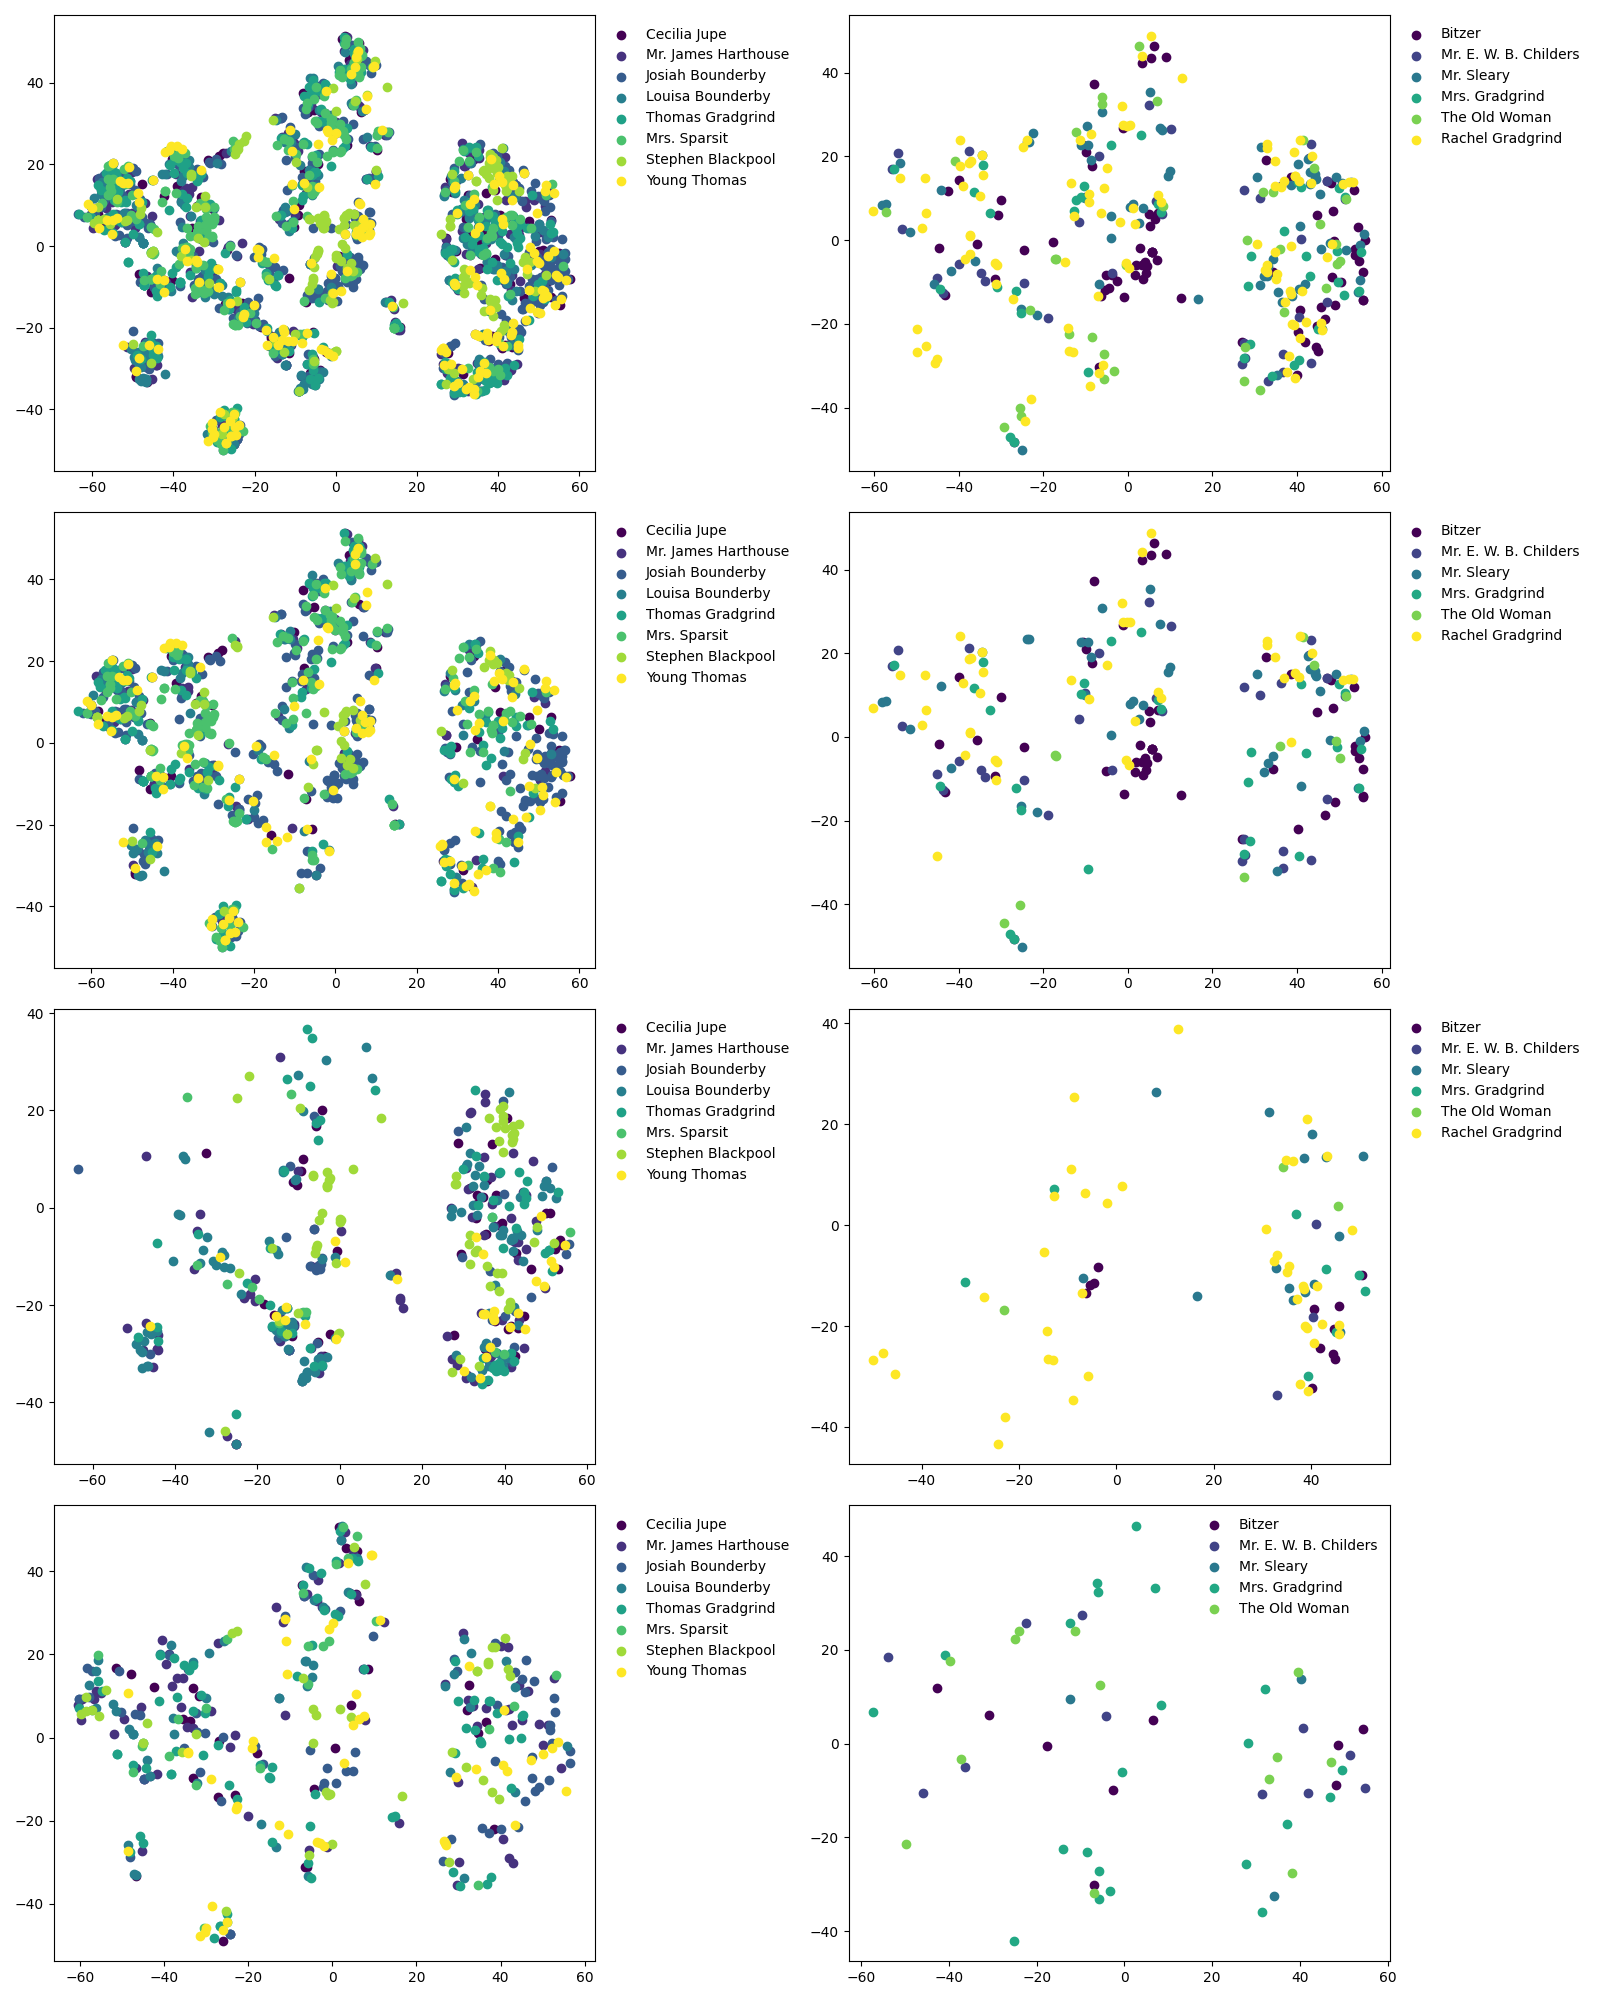 40
20
0
−20
−40
−60 −40 −20 0 20 40 60
Cecilia Jupe
Mr. James Harthouse
Josiah Bounderby
Louisa Bounderby
Thomas Gradgrind
Mrs. Sparsit
Stephen Blackpool
Young Thomas
40
20
0
−20
−40
−60 −40 −20 0 20 40 60
Bitzer
Mr. E. W. B. Childers
Mr. Sleary
Mrs. Gradgrind
The Old Woman
Rachel Gradgrind
40
20
0
−20
−40
−60 −40 −20 0 20 40 60
Cecilia Jupe
Mr. James Harthouse
Josiah Bounderby
Louisa Bounderby
Thomas Gradgrind
Mrs. Sparsit
Stephen Blackpool
Young Thomas
40
20
0
−20
−40
−60 −40 −20 0 20 40 60
Bitzer
Mr. E. W. B. Childers
Mr. Sleary
Mrs. Gradgrind
The Old Woman
Rachel Gradgrind
40
20
0
−20
−40
−60 −40 −20 0 20 40 60
Cecilia Jupe
Mr. James Harthouse
Josiah Bounderby
Louisa Bounderby
Thomas Gradgrind
Mrs. Sparsit
Stephen Blackpool
Young Thomas
40
20
0
−20
−40
−40 −20 0 20 40
Bitzer
Mr. E. W. B. Childers
Mr. Sleary
Mrs. Gradgrind
The Old Woman
Rachel Gradgrind
40
20
0
−20
−40
−60 −40 −20 0 20 40 60
Cecilia Jupe
Mr. James Harthouse
Josiah Bounderby
Louisa Bounderby
Thomas Gradgrind
Mrs. Sparsit
Stephen Blackpool
Young Thomas
40
20
0
−20
−40
−60 −40 −20 0 20 40 60
Bitzer
Mr. E. W. B. Childers
Mr. Sleary
Mrs. Gradgrind
The Old Woman